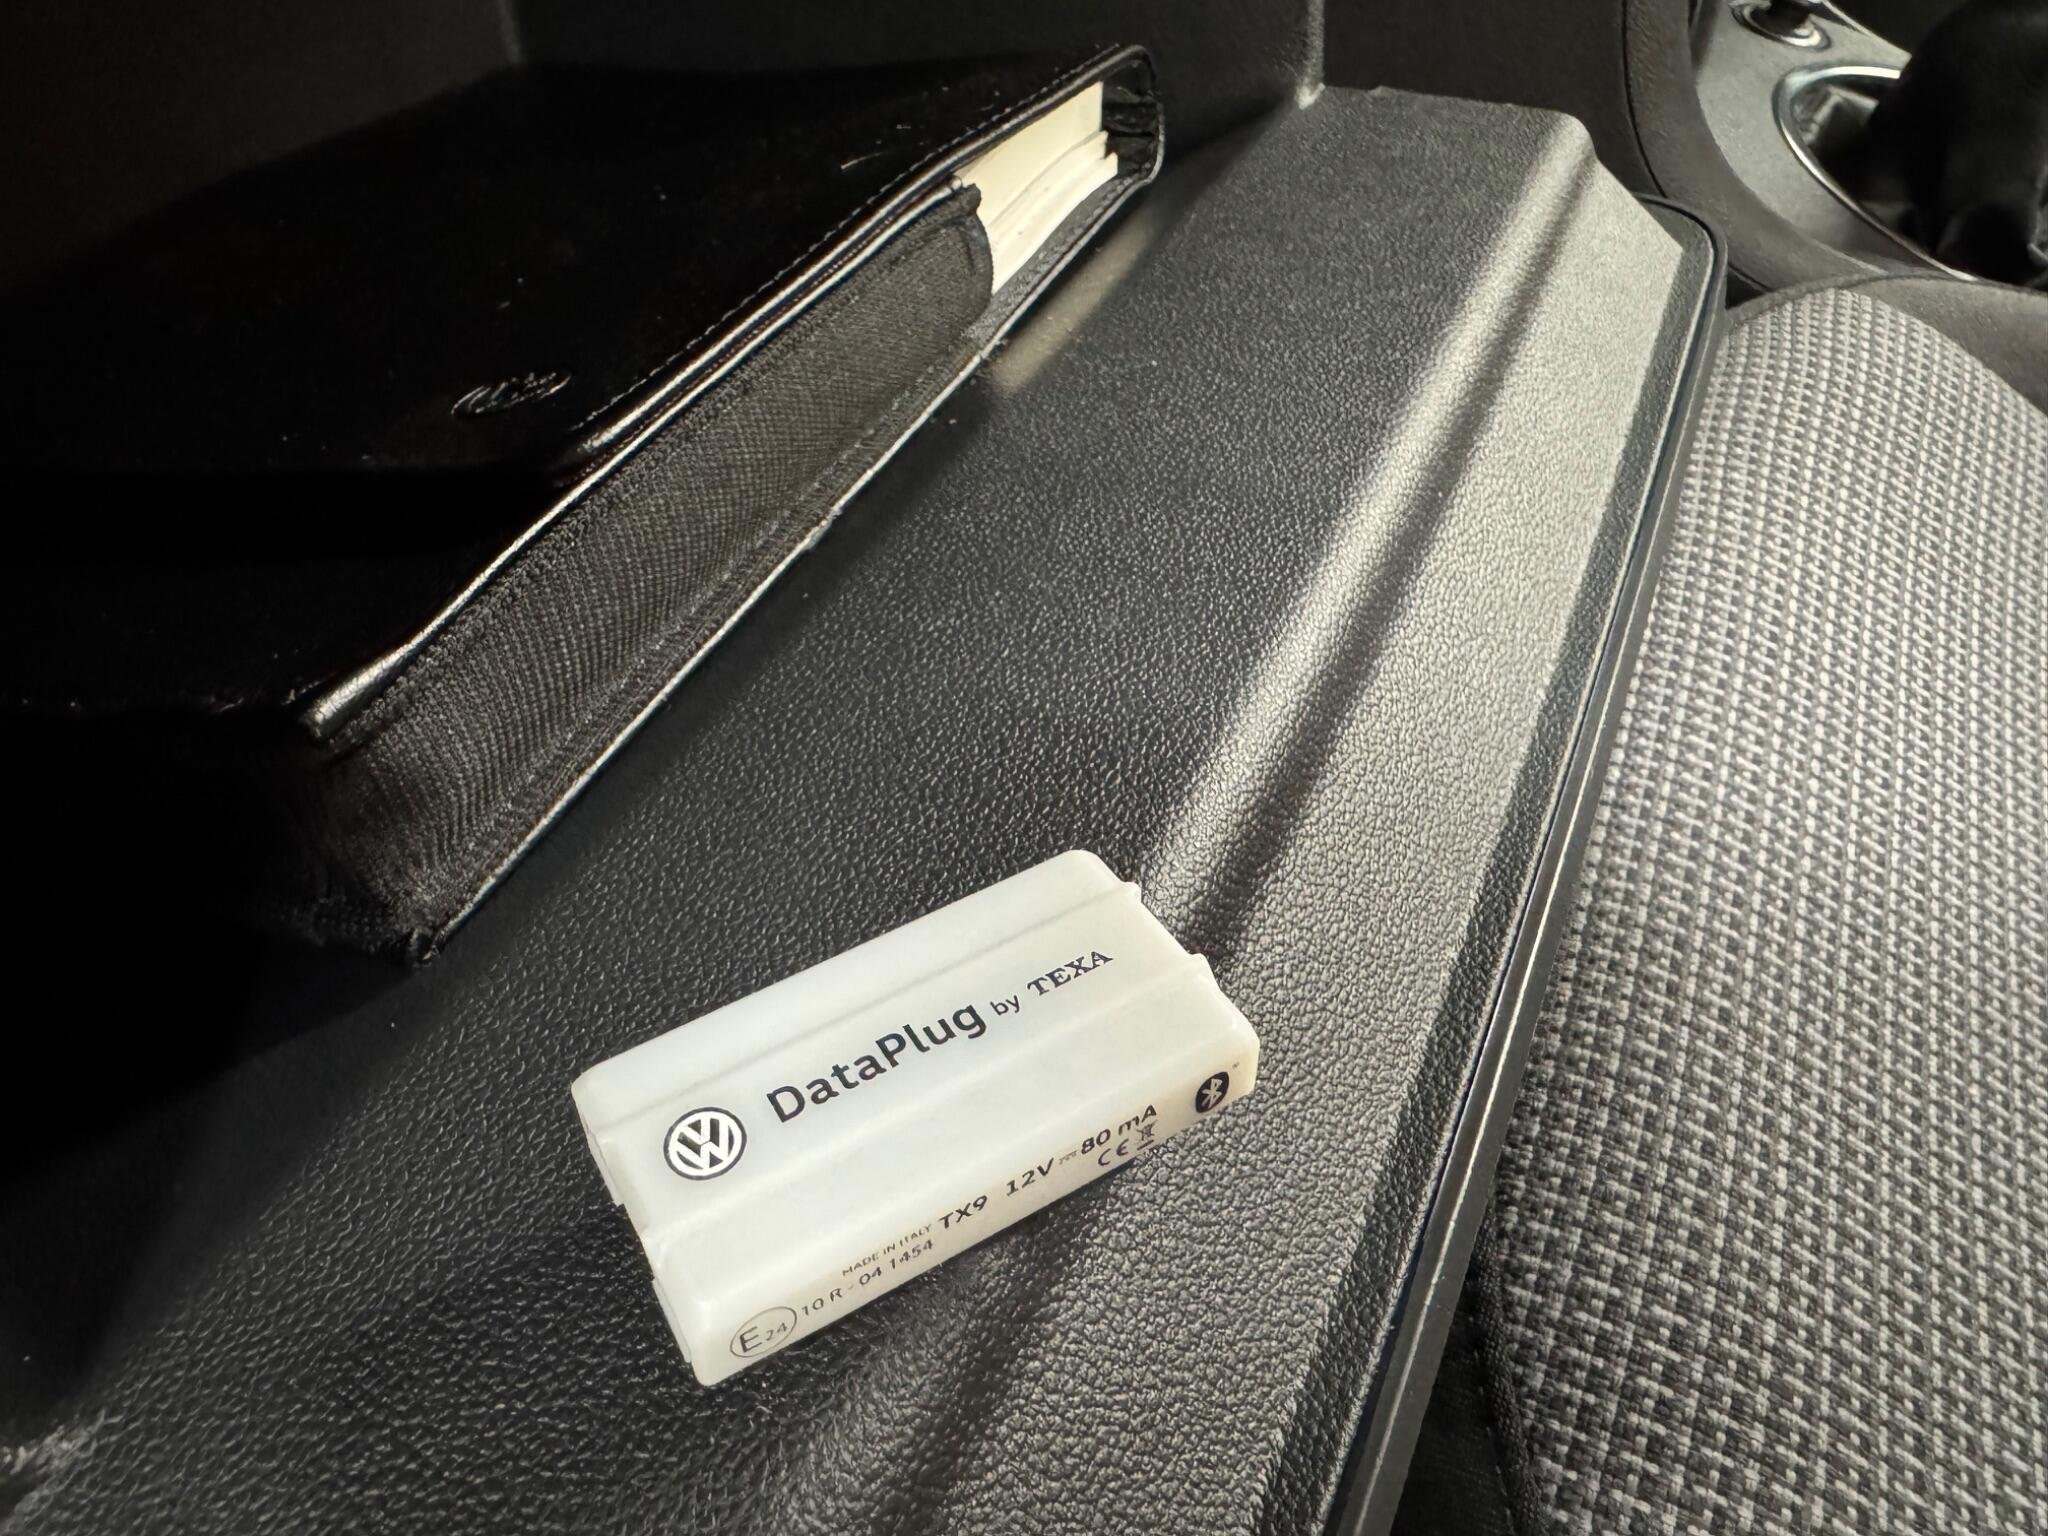 DataPlug by TEXA
MADE IN ITALY TX9 12V ⎓ 80 mA
E24 10 R - 04 1454
CE